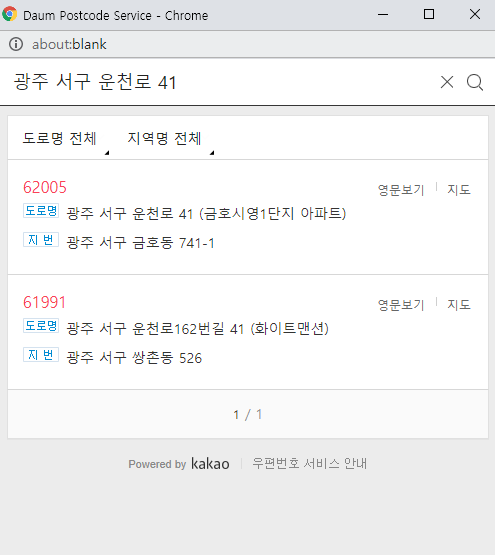 Daum Postcode Service - Chrome
about:blank
광주 서구 운천로 41
도로명 전체 지역명 전체
62005 영문보기 지도
도로명 광주 서구 운천로 41 (금호시영1단지 아파트)
지 번 광주 서구 금호동 741-1
61991 영문보기 지도
도로명 광주 서구 운천로162번길 41 (화이트맨션)
지 번 광주 서구 쌍촌동 526
1 / 1
Powered by kakao 우편번호 서비스 안내